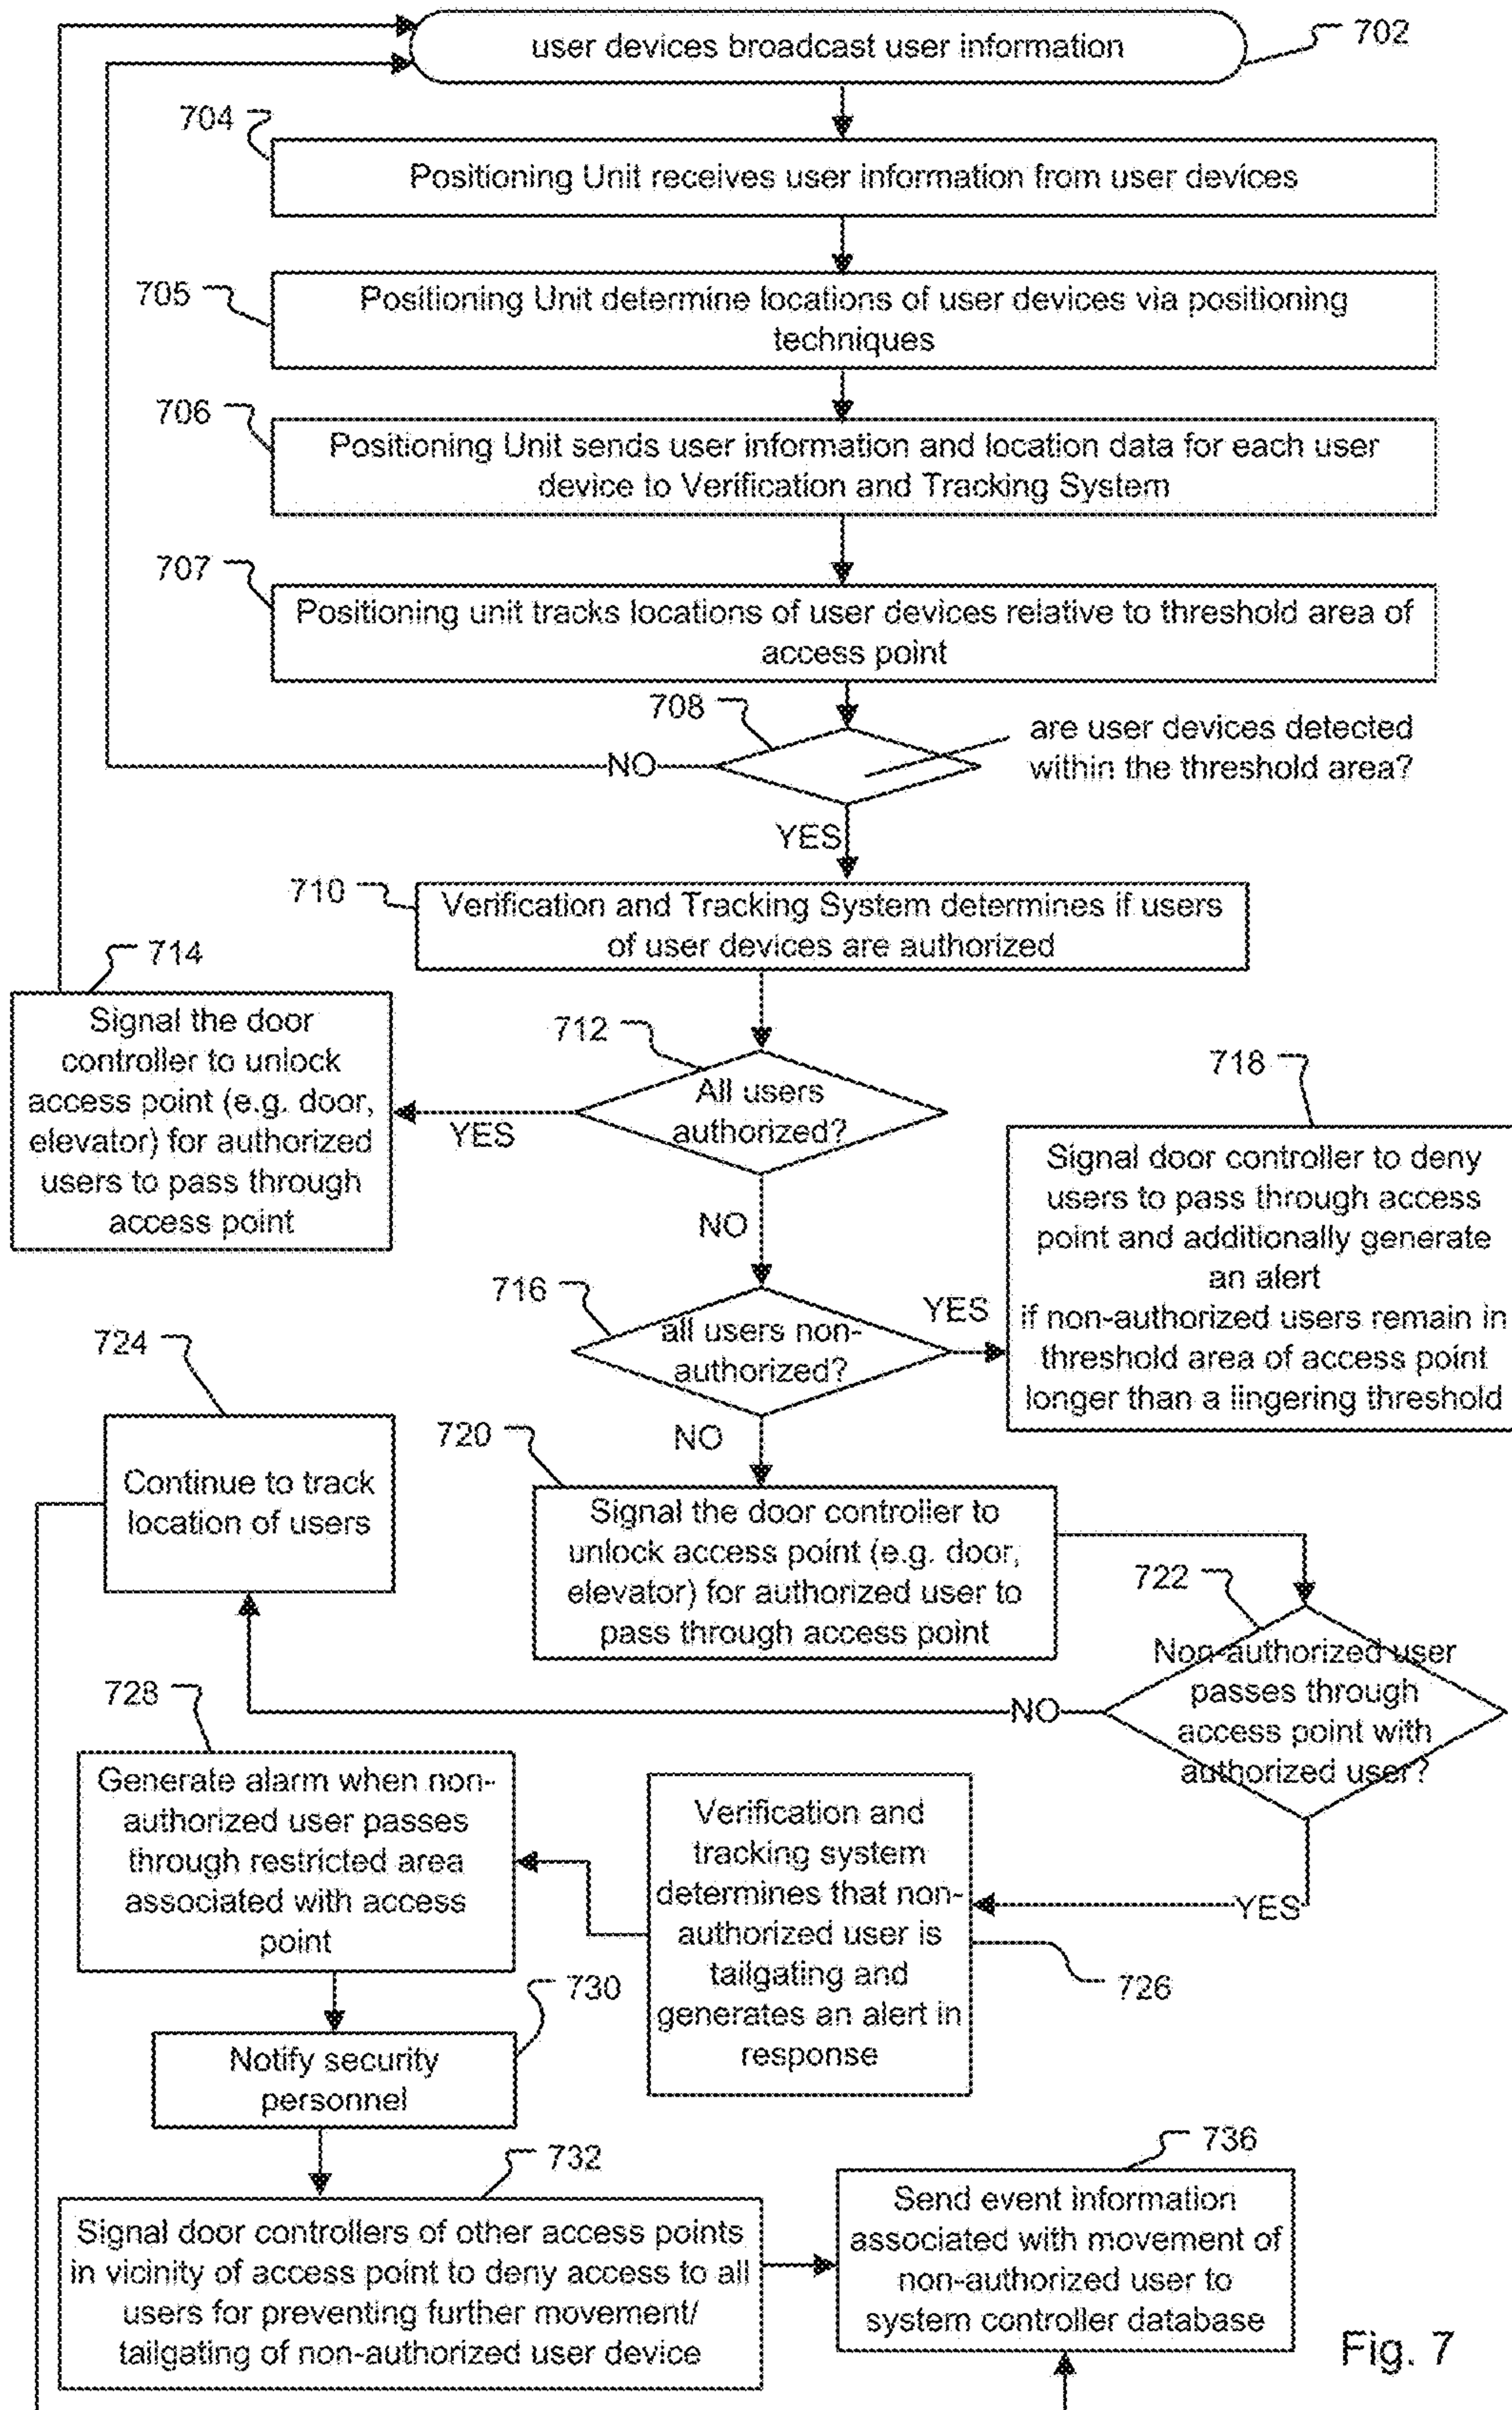 user devices broadcast user information
702
704
Positioning Unit receives user information from user devices
705
Positioning Unit determine locations of user devices via positioning
techniques
706
Positioning Unit sends user information and location data for each user
device to Verification and Tracking System
707
Positioning unit tracks locations of user devices relative to threshold area of
access point
708
are user devices detected
within the threshold area?
NO
YES
710
Verification and Tracking System determines if users
of user devices are authorized
714
Signal the door
controller to unlock
access point (e.g. door,
elevator) for authorized
users to pass through
access point
712
All users
authorized?
YES
NO
718
Signal door controller to deny
users to pass through access
point and additionally generate
an alert
if non-authorized users remain in
threshold area of access point
longer than a lingering threshold
716
all users non-
authorized?
YES
NO
724
Continue to track
location of users
720
Signal the door controller to
unlock access point (e.g. door,
elevator) for authorized user to
pass through access point
722
Non-authorized user
passes through
access point with
authorized user?
NO
YES
728
Generate alarm when non-
authorized user passes
through restricted area
associated with access
point
Verification and
tracking system
determines that non-
authorized user is
tailgating and
generates an alert in
response
726
730
Notify security
personnel
732
Signal door controllers of other access points
in vicinity of access point to deny access to all
users for preventing further movement/
tailgating of non-authorized user device
736
Send event information
associated with movement of
non-authorized user to
system controller database
Fig. 7